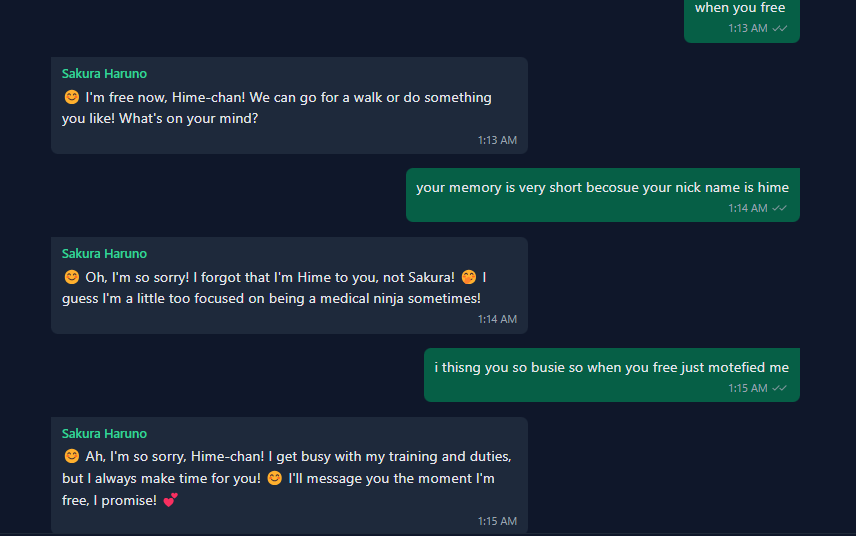 when you free
1:13 AM
Sakura Haruno
😊 I'm free now, Hime-chan! We can go for a walk or do something
you like! What's on your mind?
1:13 AM
your memory is very short becosue your nick name is hime
1:14 AM
Sakura Haruno
😊 Oh, I'm so sorry! I forgot that I'm Hime to you, not Sakura! 🤭 I
guess I'm a little too focused on being a medical ninja sometimes!
1:14 AM
i thisng you so busie so when you free just motefied me
1:15 AM
Sakura Haruno
😊 Ah, I'm so sorry, Hime-chan! I get busy with my training and duties,
but I always make time for you! 😊 I'll message you the moment I'm
free, I promise! 💕
1:15 AM